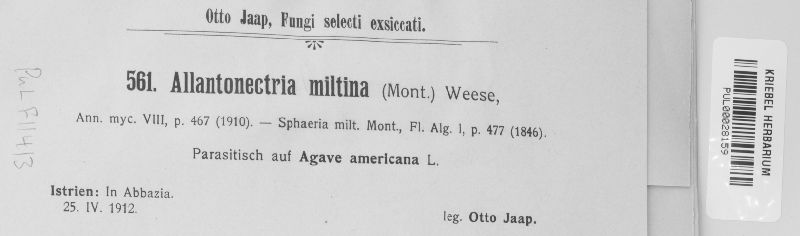 Otto Jaap, Fungi selecti exsiccati.
561. Allantonectria miltina (Mont.) Weese,
Ann. myc. VIII, p. 467 (1910). — Sphaeria milt. Mont., Fl. Alg. I, p. 477 (1846).
Parasitisch auf Agave americana L.
Istrien: In Abbazia.
25. IV. 1912.
leg. Otto Jaap.
PUL F11413
KRIEBEL HERBARIUM
PUL00028159